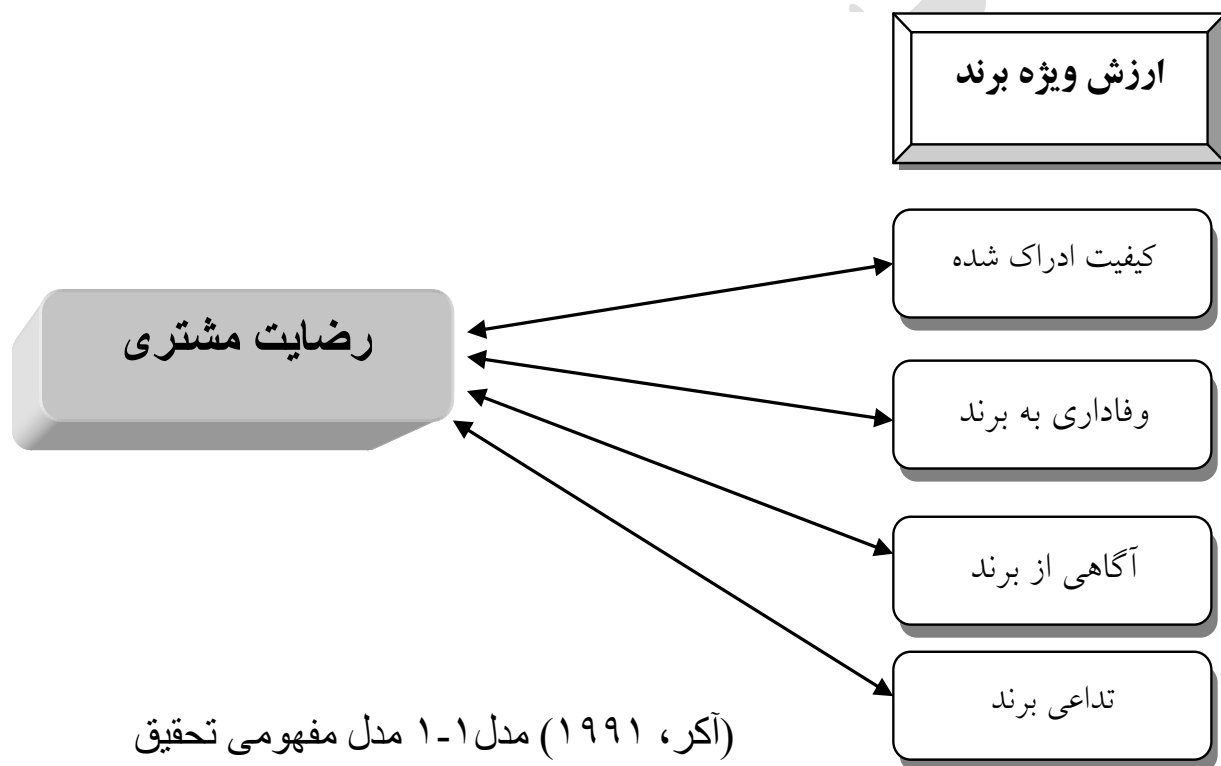 ارزش ویژه برند
کیفیت ادراک شده
رضایت مشتری
وفاداری به برند
آگاهی از برند
تداعی برند
(آکر، ۱۹۹۱) مدل۱-۱ مدل مفهومی تحقیق